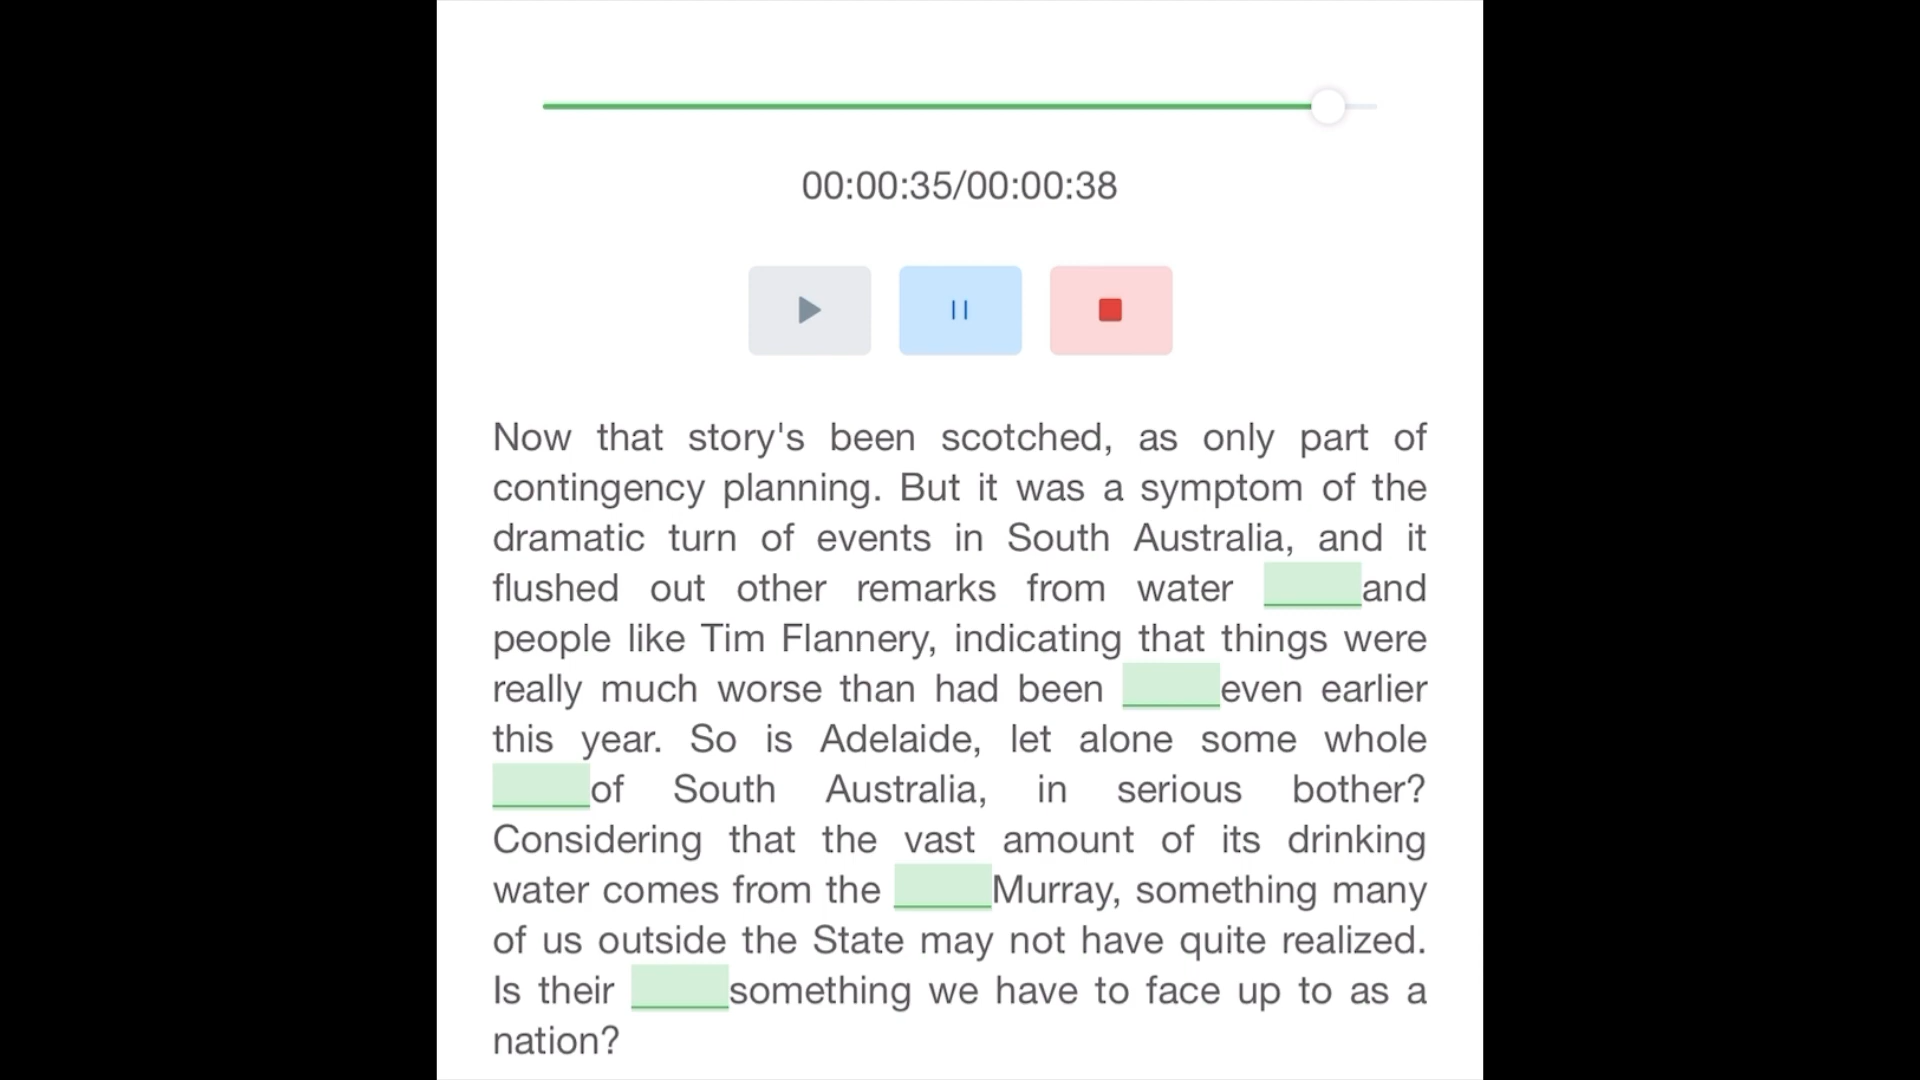 00:00:35/00:00:38
Now that story's been scotched, as only part of
contingency planning. But it was a symptom of the
dramatic turn of events in South Australia, and it
flushed out other remarks from water and
people like Tim Flannery, indicating that things were
really much worse than had been even earlier
this year. So is Adelaide, let alone some whole
of South Australia, in serious bother?
Considering that the vast amount of its drinking
water comes from the Murray, something many
of us outside the State may not have quite realized.
Is their something we have to face up to as a
nation?